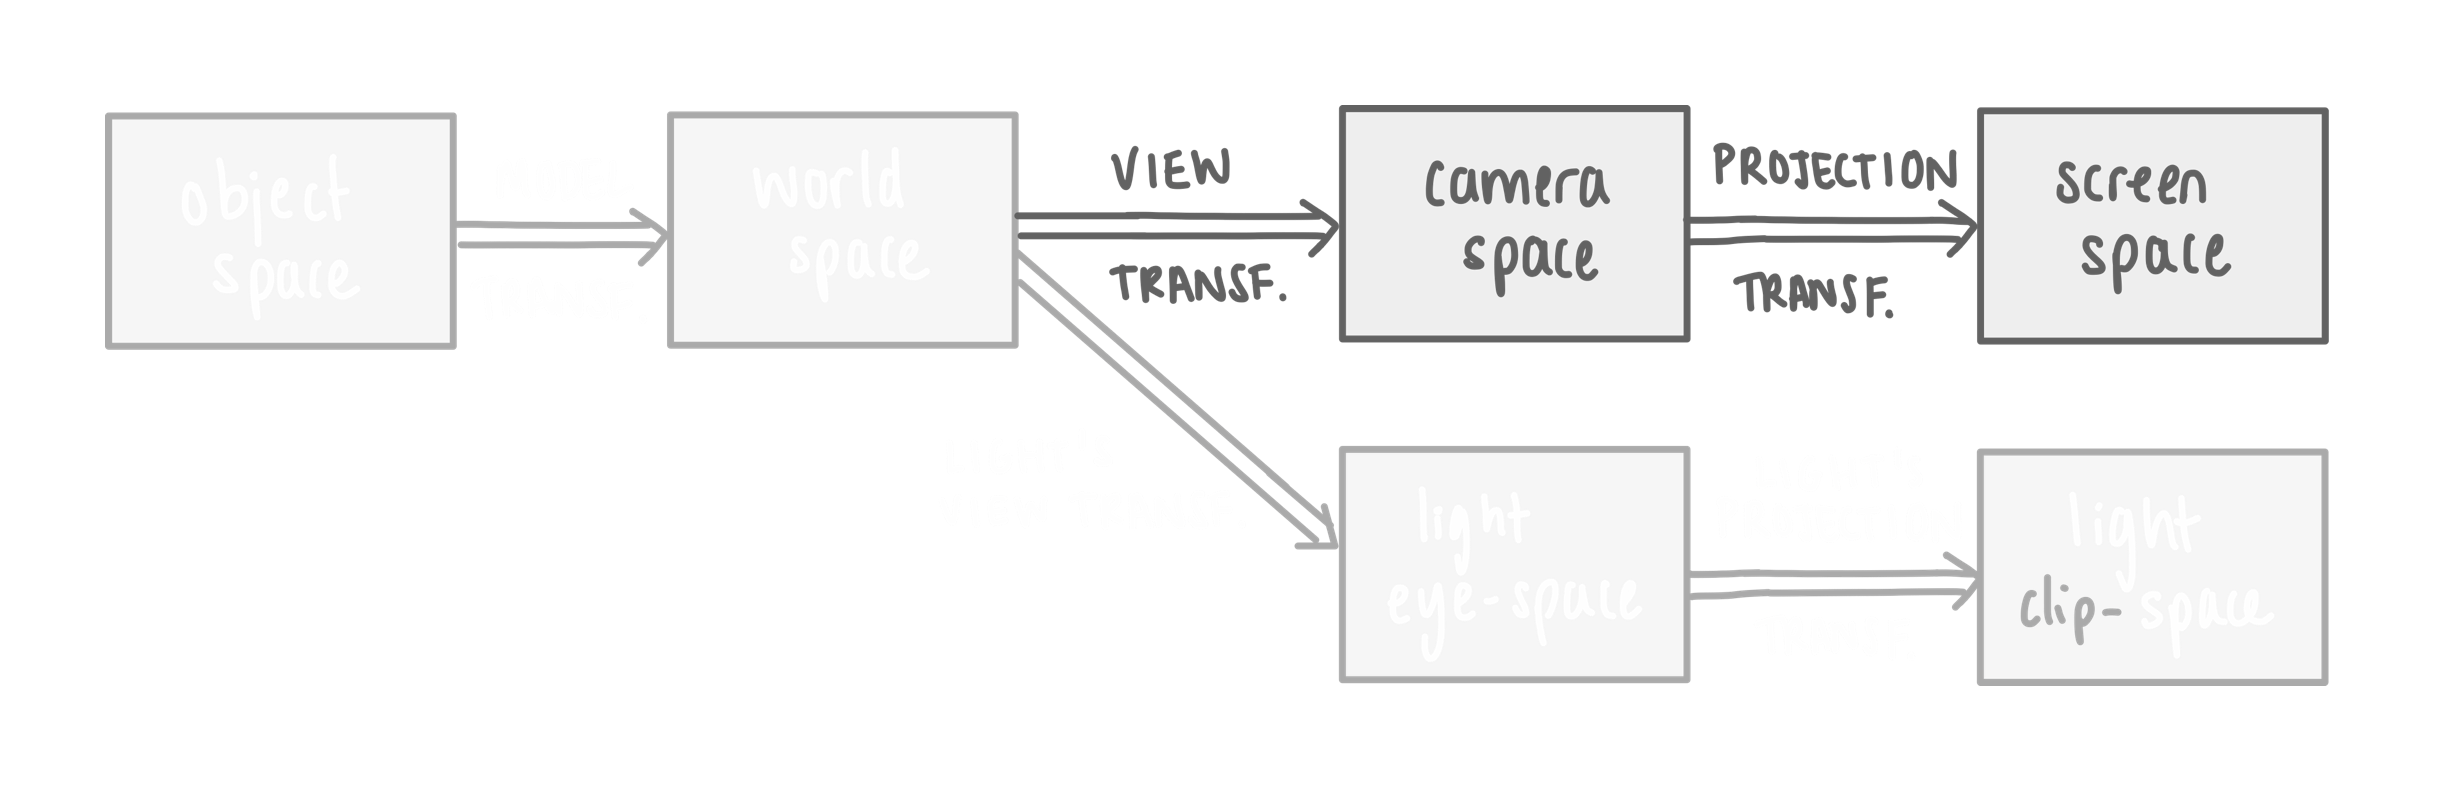 object
space
world
space
VIEW
TRANSF.
camera
space
PROJECTION
TRANSF.
screen
space
light
eye-space
light
clip-space